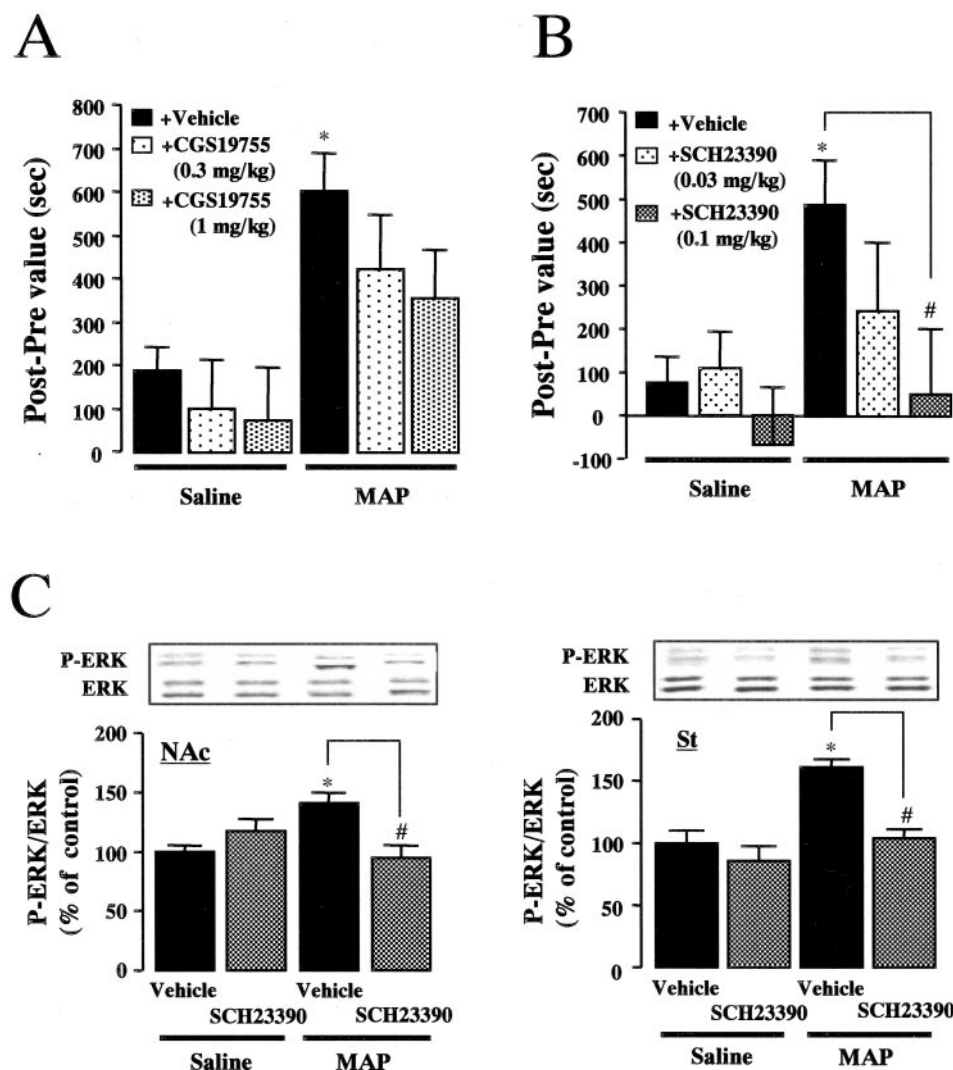 A
Post-Pre value (sec)
800
700
600
500
400
300
200
100
0
+Vehicle
+CGS19755
(0.3 mg/kg)
+CGS19755
(1 mg/kg)
*
Saline
MAP
B
Post-Pre value (sec)
700
600
500
400
300
200
100
0
-100
+Vehicle
+SCH23390
(0.03 mg/kg)
+SCH23390
(0.1 mg/kg)
*
#
Saline
MAP
C
P-ERK
ERK
P-ERK/ERK
(% of control)
200
150
100
50
0
NAc
*
#
Vehicle
SCH23390
Vehicle
SCH23390
Saline
MAP
P-ERK
ERK
P-ERK/ERK
(% of control)
200
150
100
50
0
St
*
#
Vehicle
SCH23390
Vehicle
SCH23390
Saline
MAP